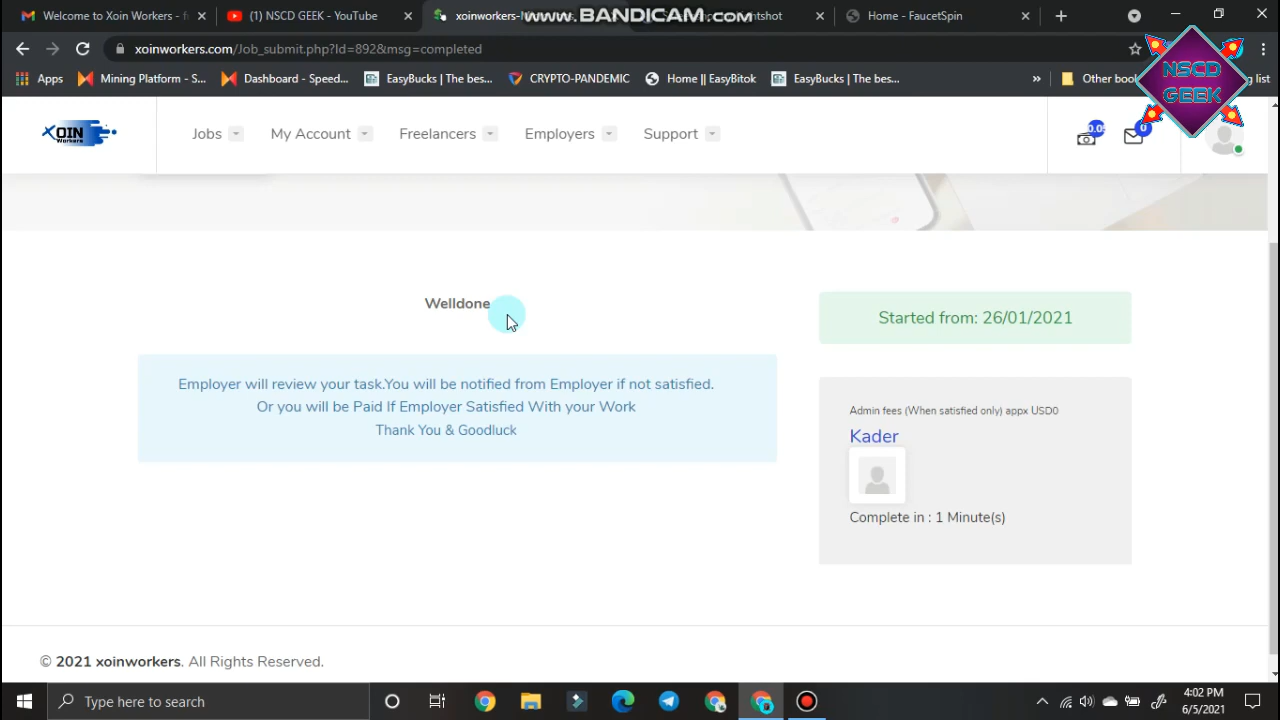 Welcome to Xoin Workers - f
(1) NSCD GEEK - YouTube
xoinworkers-
www.BANDICAM.com
Home - FaucetSpin
xoinworkers.com/Job_submit.php?Id=892&msg=completed
Apps
Mining Platform - S...
Dashboard - Speed...
EasyBucks | The bes...
CRYPTO-PANDEMIC
Home || EasyBitok
EasyBucks | The bes...
»
NSCD
GEEK
XOIN
Workers
Jobs
My Account
Freelancers
Employers
Support
0.05
0
Welldone
Started from: 26/01/2021
Employer will review your task.You will be notified from Employer if not satisfied.
Or you will be Paid If Employer Satisfied With your Work
Thank You & Goodluck
Admin fees (When satisfied only) appx USD0
Kader
Complete in : 1 Minute(s)
© 2021 xoinworkers. All Rights Reserved.
Type here to search
4:02 PM
6/5/2021